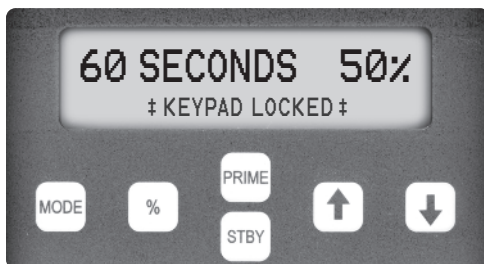 60 SECONDS 50%
‡ KEYPAD LOCKED ‡
MODE
%
PRIME
STBY